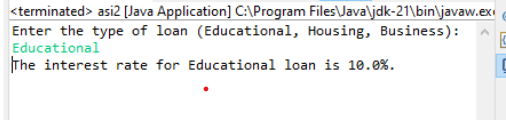 <terminated> asi2 [Java Application] C:\Program Files\Java\jdk-21\bin\javaw.exe
Enter the type of loan (Educational, Housing, Business):
Educational
The interest rate for Educational loan is 10.0%.